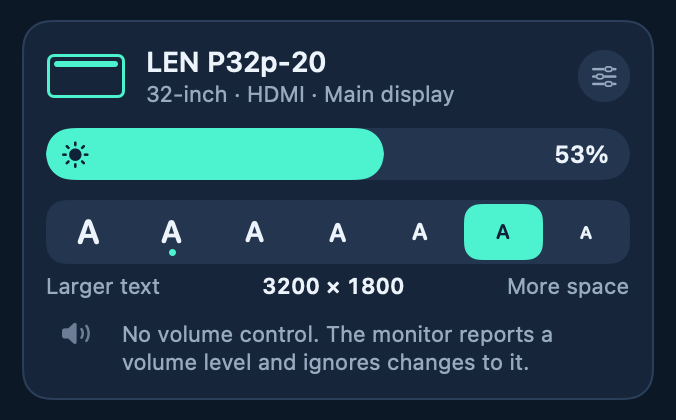 LEN P32p-20
32-inch · HDMI · Main display
53%
A A A A A A A
Larger text 3200 × 1800 More space
No volume control. The monitor reports a
volume level and ignores changes to it.